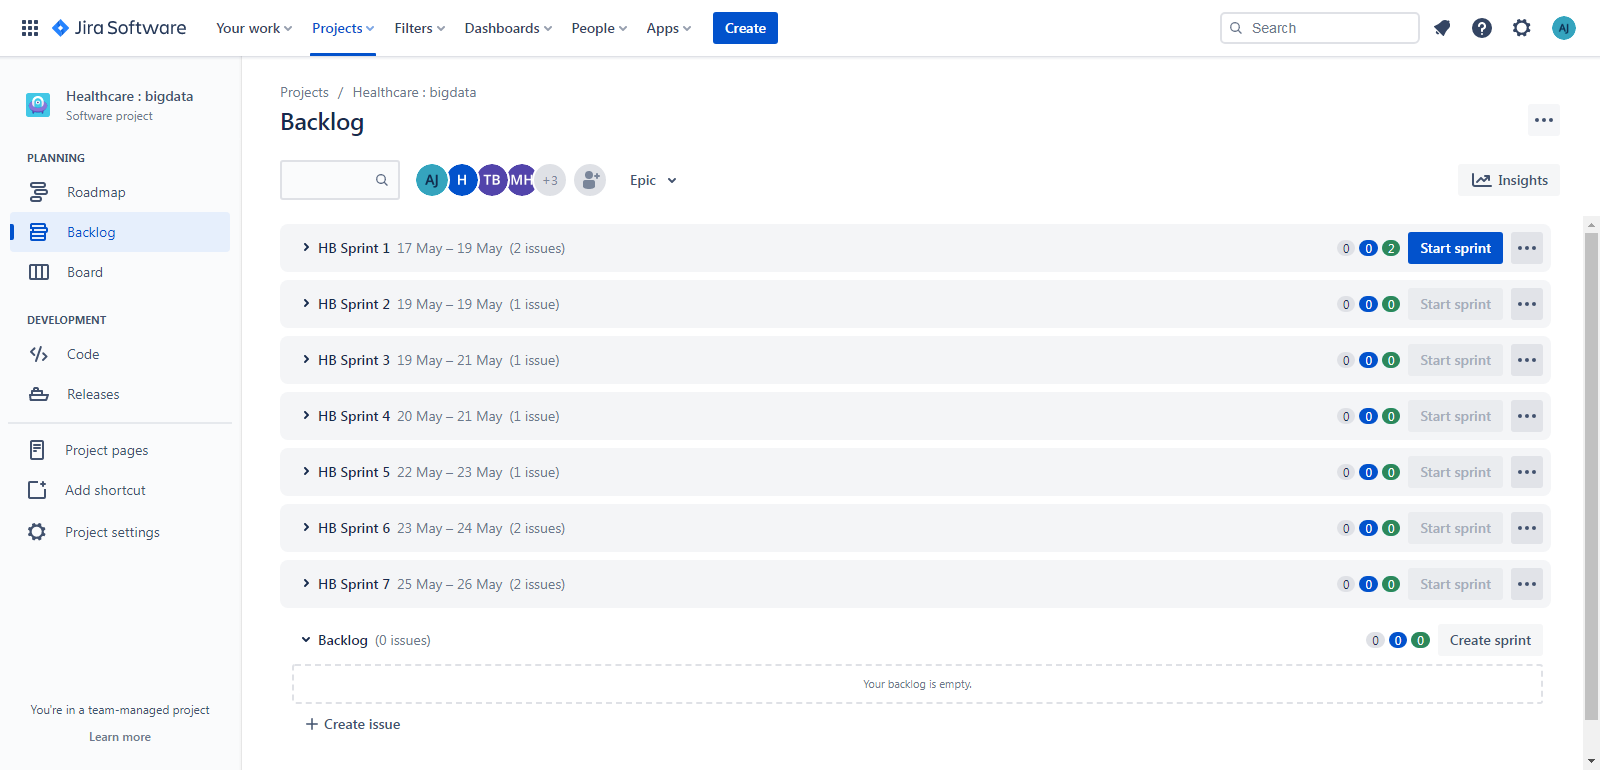 Jira Software Your work Projects Filters Dashboards People Apps Create Search AJ
Healthcare : bigdata
Software project
PLANNING
Roadmap
Backlog
Board
DEVELOPMENT
Code
Releases
Project pages
Add shortcut
Project settings
You're in a team-managed project
Learn more
Projects / Healthcare : bigdata
Backlog
AJ H TB MH +3 Epic Insights
HB Sprint 1 17 May – 19 May (2 issues) 0 0 2 Start sprint
HB Sprint 2 19 May – 19 May (1 issue) 0 0 0 Start sprint
HB Sprint 3 19 May – 21 May (1 issue) 0 0 0 Start sprint
HB Sprint 4 20 May – 21 May (1 issue) 0 0 0 Start sprint
HB Sprint 5 22 May – 23 May (1 issue) 0 0 0 Start sprint
HB Sprint 6 23 May – 24 May (2 issues) 0 0 0 Start sprint
HB Sprint 7 25 May – 26 May (2 issues) 0 0 0 Start sprint
Backlog (0 issues) 0 0 0 Create sprint
Your backlog is empty.
+ Create issue